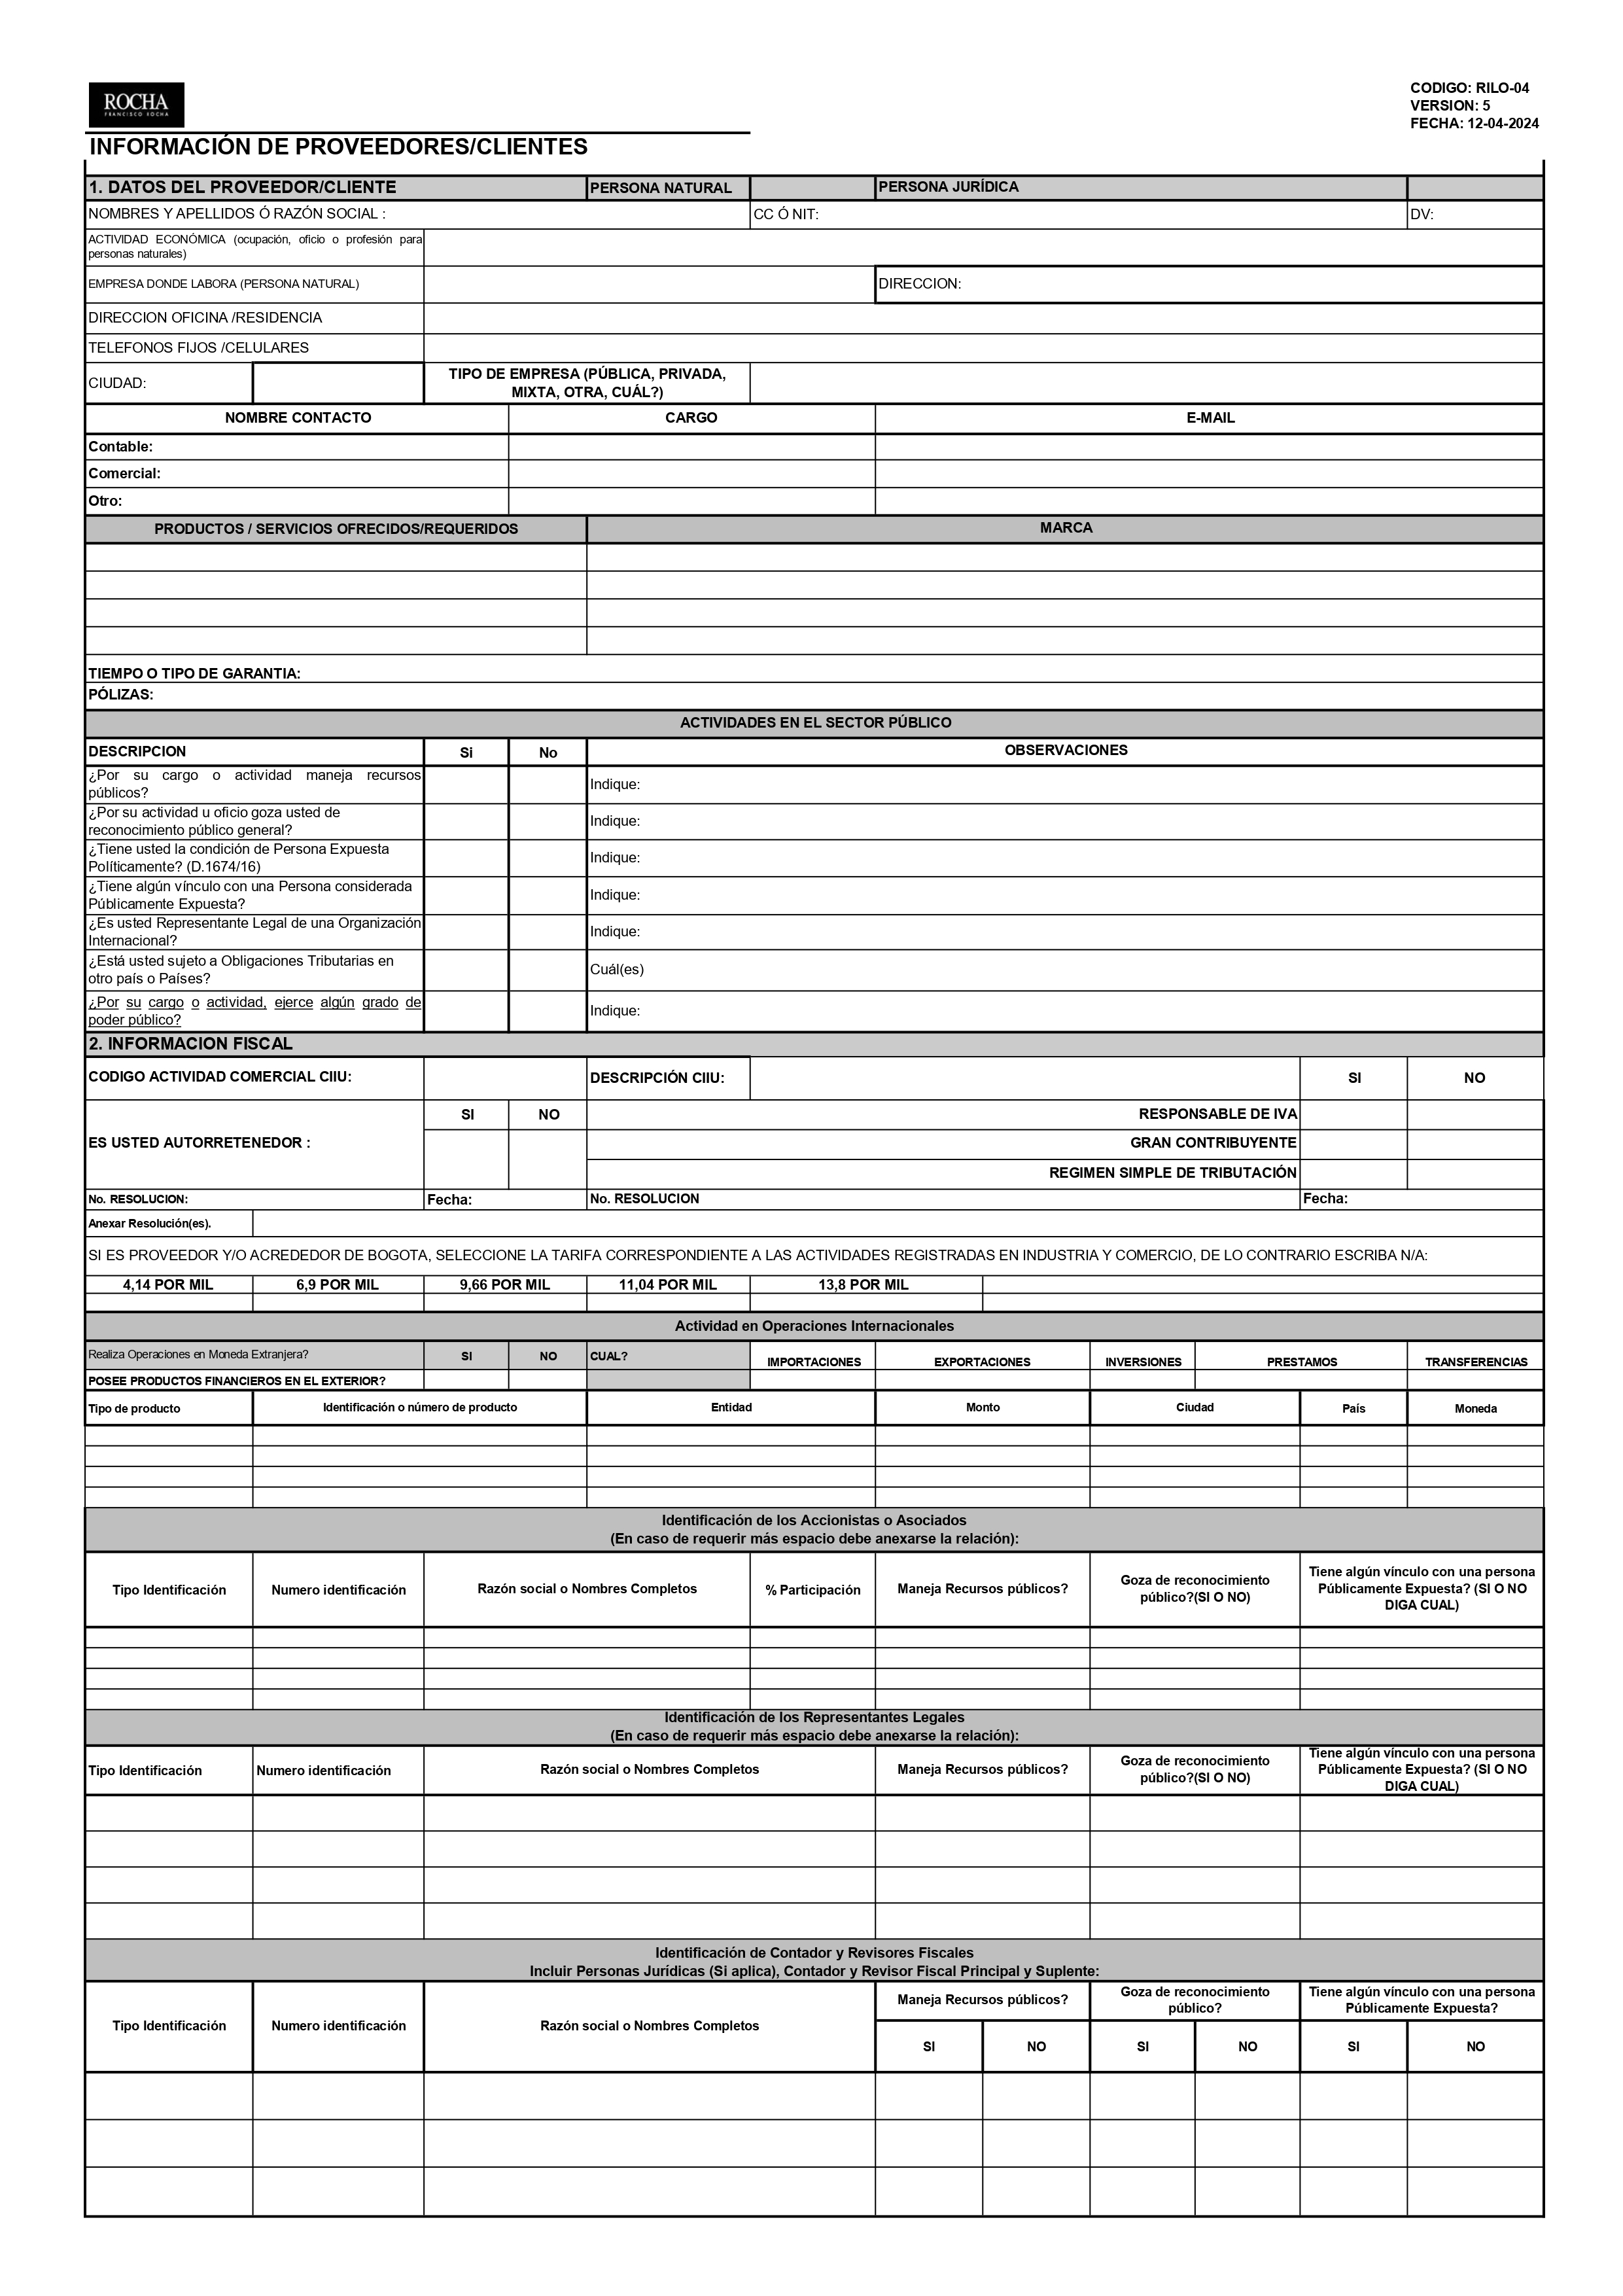 ROCHA
FRANCISCO ROCHA
CODIGO: RILO-04
VERSION: 5
FECHA: 12-04-2024
INFORMACIÓN DE PROVEEDORES/CLIENTES
1. DATOS DEL PROVEEDOR/CLIENTE PERSONA NATURAL PERSONA JURÍDICA
NOMBRES Y APELLIDOS Ó RAZÓN SOCIAL : CC Ó NIT: DV:
ACTIVIDAD ECONÓMICA (ocupación, oficio o profesión para
personas naturales)
EMPRESA DONDE LABORA (PERSONA NATURAL) DIRECCION:
DIRECCION OFICINA /RESIDENCIA
TELEFONOS FIJOS /CELULARES
CIUDAD: TIPO DE EMPRESA (PÚBLICA, PRIVADA,
MIXTA, OTRA, CUÁL?)
NOMBRE CONTACTO CARGO E-MAIL
Contable:
Comercial:
Otro:
PRODUCTOS / SERVICIOS OFRECIDOS/REQUERIDOS MARCA
TIEMPO O TIPO DE GARANTIA:
PÓLIZAS:
ACTIVIDADES EN EL SECTOR PÚBLICO
DESCRIPCION Si No OBSERVACIONES
¿Por su cargo o actividad maneja recursos
públicos? Indique:
¿Por su actividad u oficio goza usted de
reconocimiento público general? Indique:
¿Tiene usted la condición de Persona Expuesta
Políticamente? (D.1674/16) Indique:
¿Tiene algún vínculo con una Persona considerada
Públicamente Expuesta? Indique:
¿Es usted Representante Legal de una Organización
Internacional? Indique:
¿Está usted sujeto a Obligaciones Tributarias en
otro país o Países? Cuál(es)
¿Por su cargo o actividad, ejerce algún grado de
poder público? Indique:
2. INFORMACION FISCAL
CODIGO ACTIVIDAD COMERCIAL CIIU: DESCRIPCIÓN CIIU: SI NO
SI NO RESPONSABLE DE IVA
ES USTED AUTORRETENEDOR : GRAN CONTRIBUYENTE
REGIMEN SIMPLE DE TRIBUTACIÓN
No. RESOLUCION: Fecha: No. RESOLUCION Fecha:
Anexar Resolución(es).
SI ES PROVEEDOR Y/O ACREDEDOR DE BOGOTA, SELECCIONE LA TARIFA CORRESPONDIENTE A LAS ACTIVIDADES REGISTRADAS EN INDUSTRIA Y COMERCIO, DE LO CONTRARIO ESCRIBA N/A:
4,14 POR MIL 6,9 POR MIL 9,66 POR MIL 11,04 POR MIL 13,8 POR MIL
Actividad en Operaciones Internacionales
Realiza Operaciones en Moneda Extranjera? SI NO CUAL? IMPORTACIONES EXPORTACIONES INVERSIONES PRESTAMOS TRANSFERENCIAS
POSEE PRODUCTOS FINANCIEROS EN EL EXTERIOR?
Tipo de producto Identificación o número de producto Entidad Monto Ciudad País Moneda
Identificación de los Accionistas o Asociados
(En caso de requerir más espacio debe anexarse la relación):
Tipo Identificación Numero identificación Razón social o Nombres Completos % Participación Maneja Recursos públicos? Goza de reconocimiento
público?(SI O NO) Tiene algún vínculo con una persona
Públicamente Expuesta? (SI O NO
DIGA CUAL)
Identificación de los Representantes Legales
(En caso de requerir más espacio debe anexarse la relación):
Tipo Identificación Numero identificación Razón social o Nombres Completos Maneja Recursos públicos? Goza de reconocimiento
público?(SI O NO) Tiene algún vínculo con una persona
Públicamente Expuesta? (SI O NO
DIGA CUAL)
Identificación de Contador y Revisores Fiscales
Incluir Personas Jurídicas (Si aplica), Contador y Revisor Fiscal Principal y Suplente:
Tipo Identificación Numero identificación Razón social o Nombres Completos Maneja Recursos públicos? Goza de reconocimiento
público? Tiene algún vínculo con una persona
Públicamente Expuesta?
SI NO SI NO SI NO